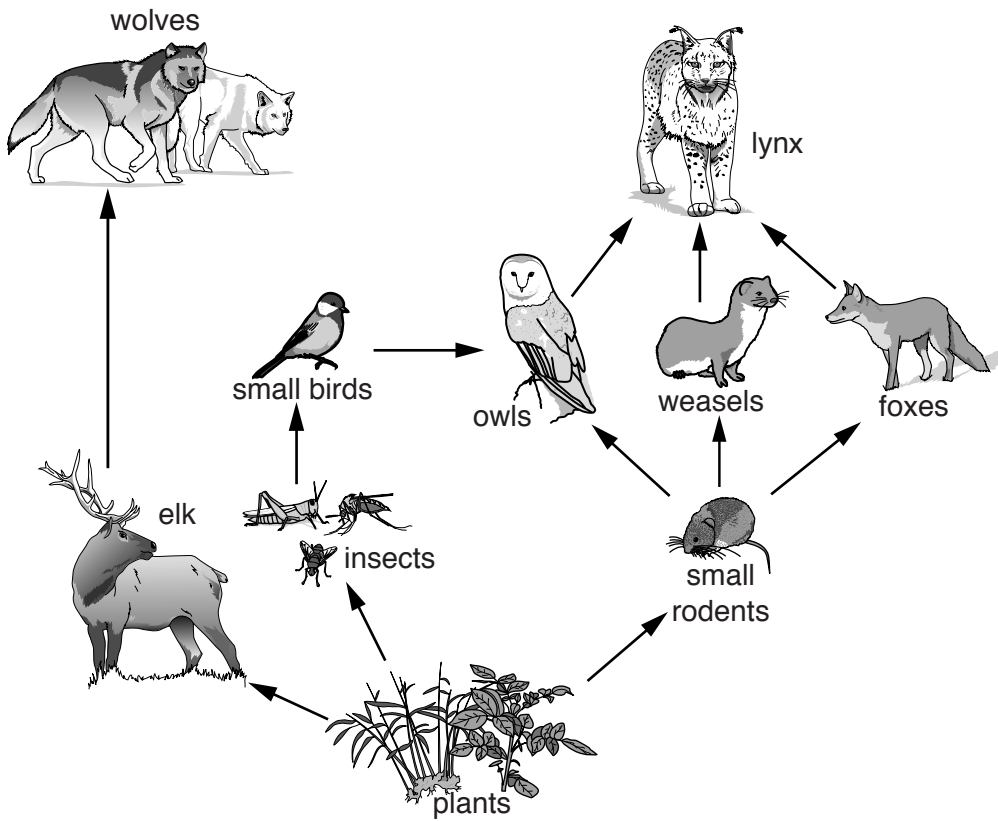 wolves
lynx
small birds
owls
weasels
foxes
elk
insects
small
rodents
plants